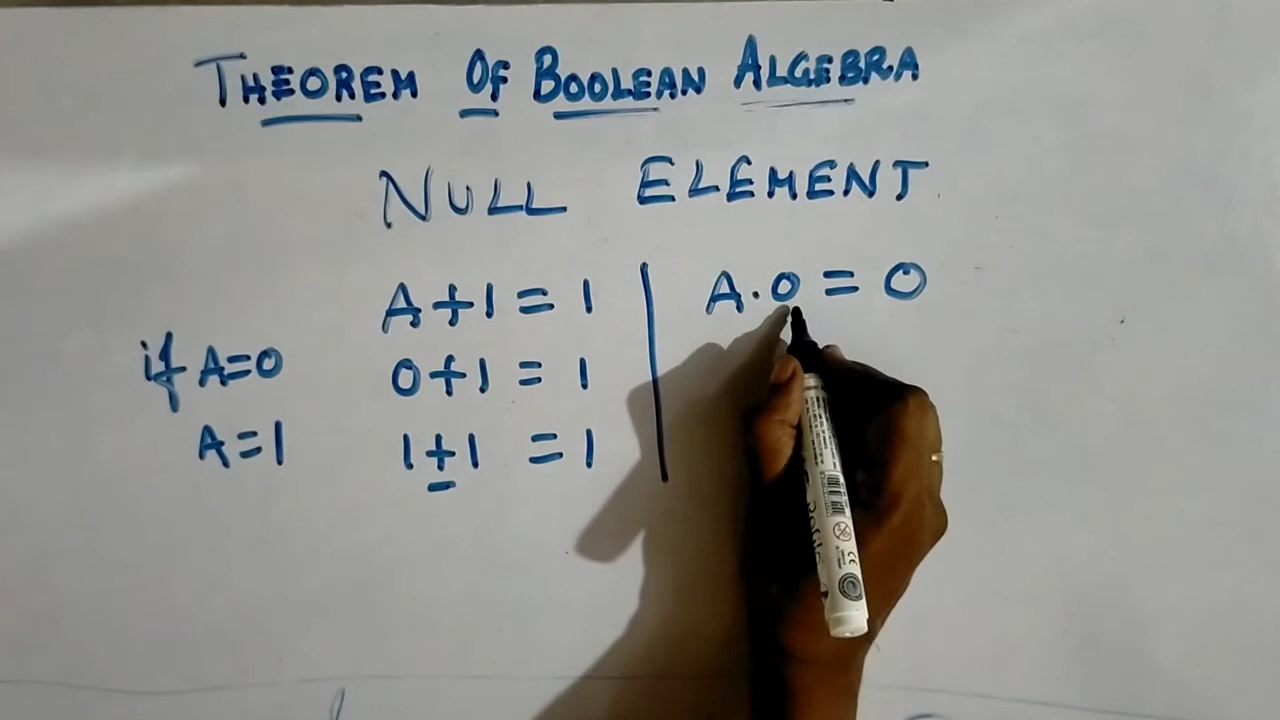 THEOREM Of BOOLEAN ALGEBRA
NULL ELEMENT
A+1=1 | A·0=0
if A=0 0+1=1
A=1 1+1=1